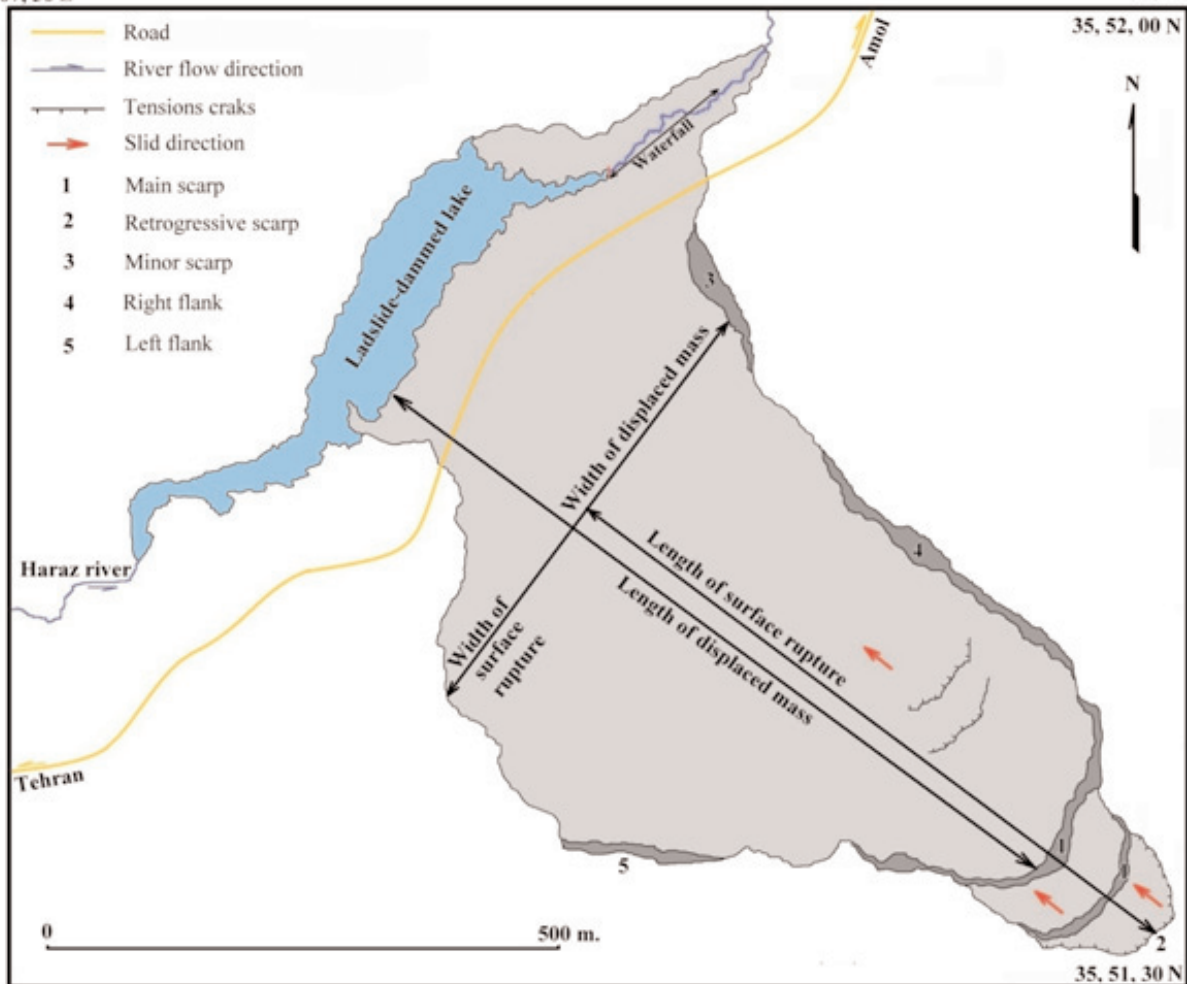 35, 52, 00 N
Road
River flow direction
Tensions craks
Slid direction
1 Main scarp
2 Retrogressive scarp
3 Minor scarp
4 Right flank
5 Left flank
Amol
N
Waterfall
Ladslide-dammed lake
3
Width of displaced mass
4
Haraz river
Length of surface rupture
Length of displaced mass
Width of
surface
rupture
Tehran
1
1
5
2
0 500 m.
35, 51, 30 N